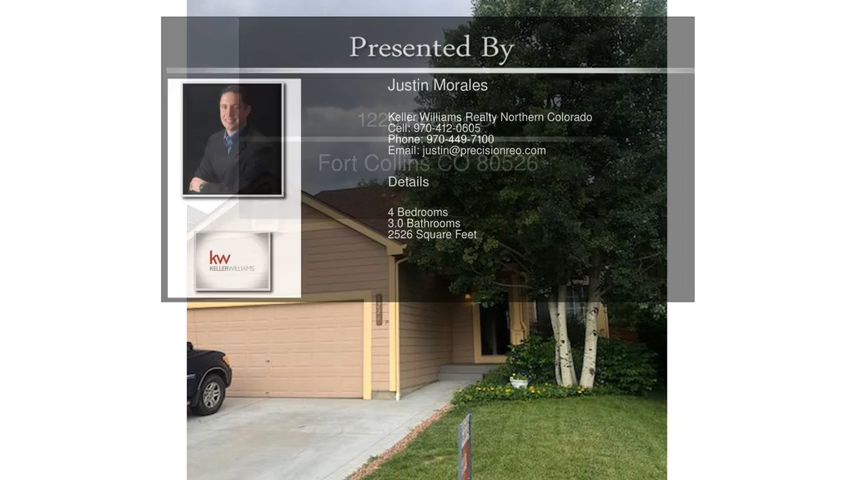 Presented By
Justin Morales
Keller Williams Realty Northern Colorado
Cell: 970-412-0605
Phone: 970-449-7100
Email: justin@precisionreo.com
Fort Collins CO 80526
Details
4 Bedrooms
3.0 Bathrooms
2526 Square Feet
kw
KELLERWILLIAMS